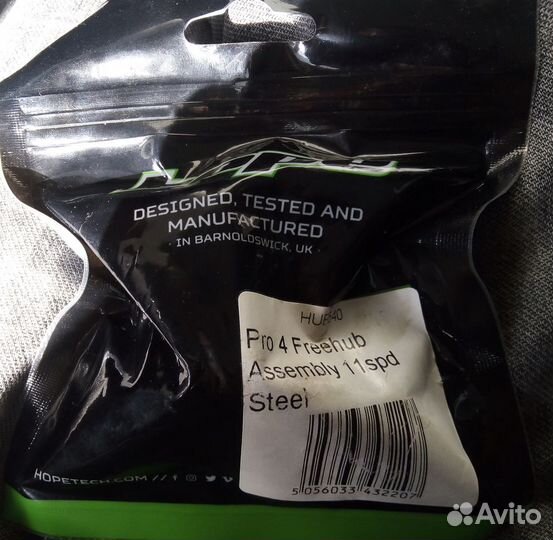 DESIGNED, TESTED AND
MANUFACTURED
· IN BARNOLDSWICK, UK ·
Pro 4 Freehub
Assembly 11spd
Steel
5 056033 432207
HOPETECH.COM //
Avito